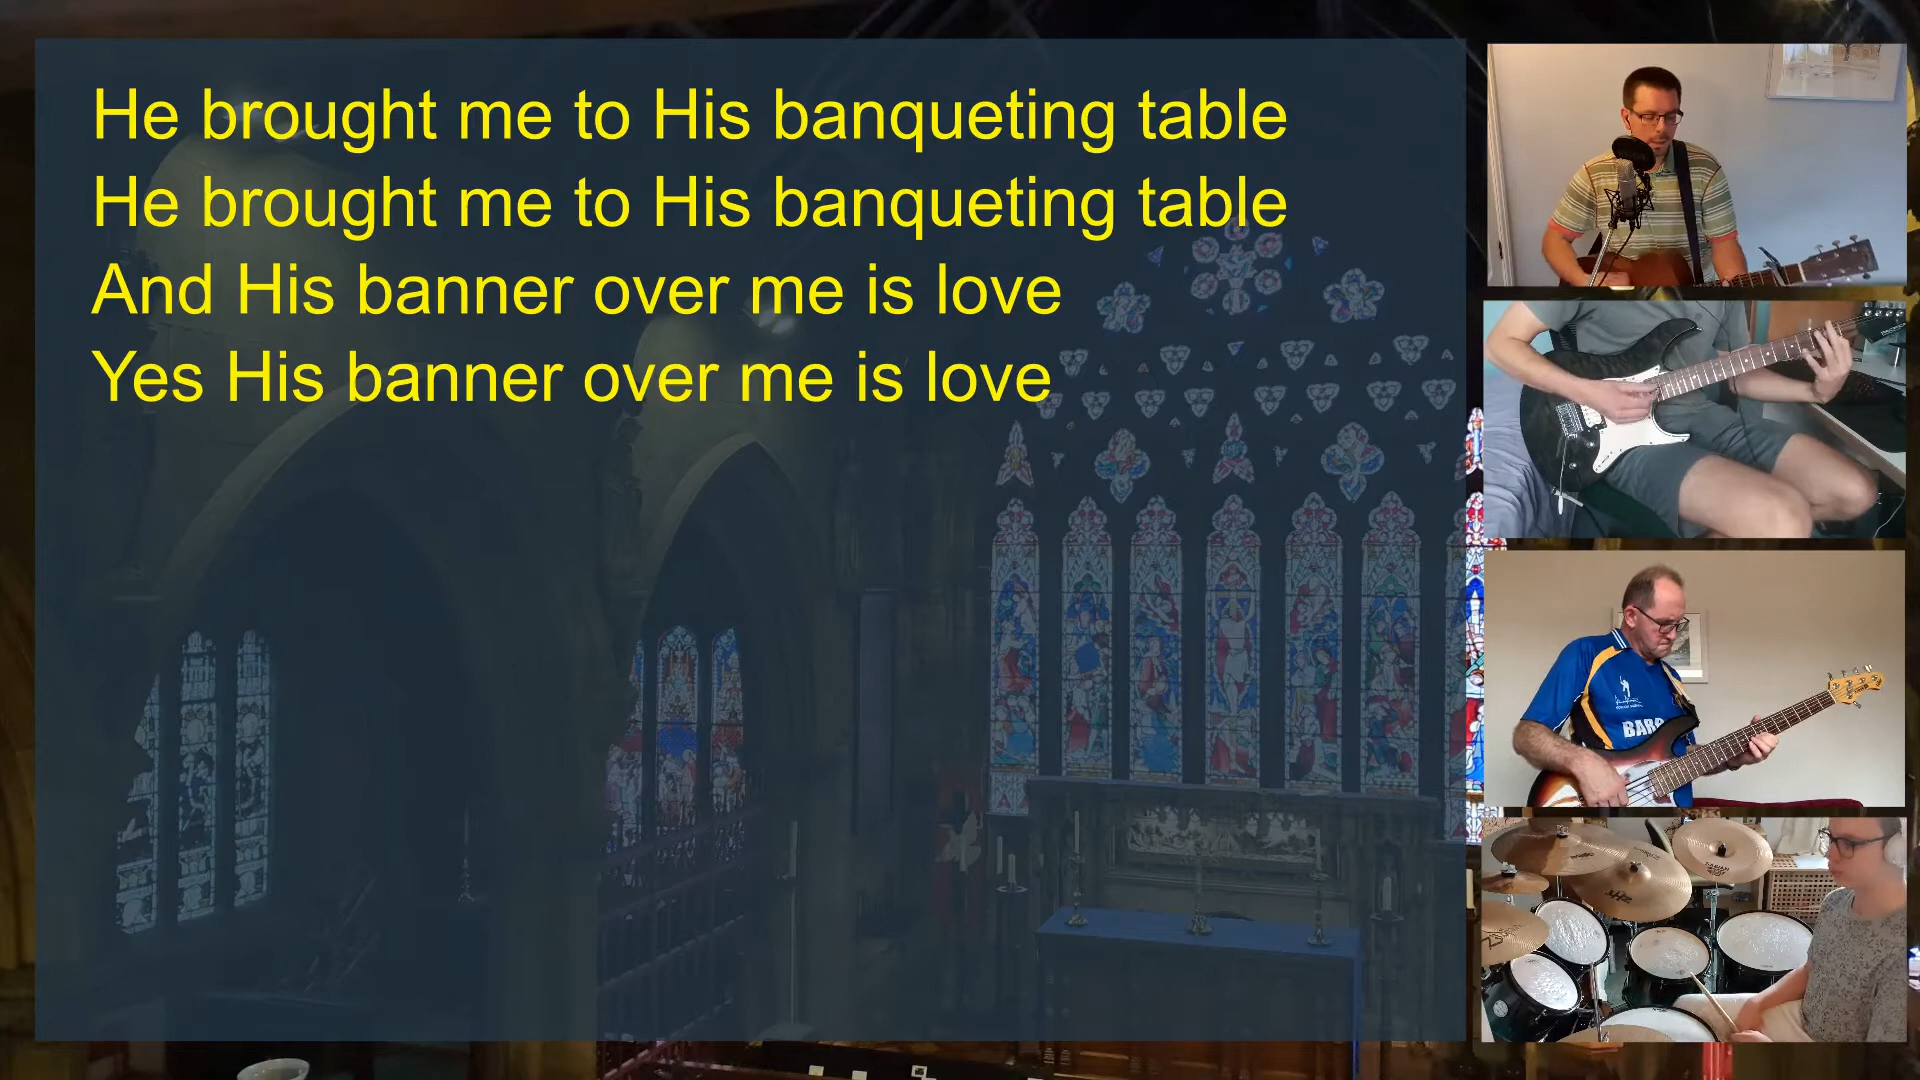 He brought me to His banqueting table
He brought me to His banqueting table
And His banner over me is love
Yes His banner over me is love